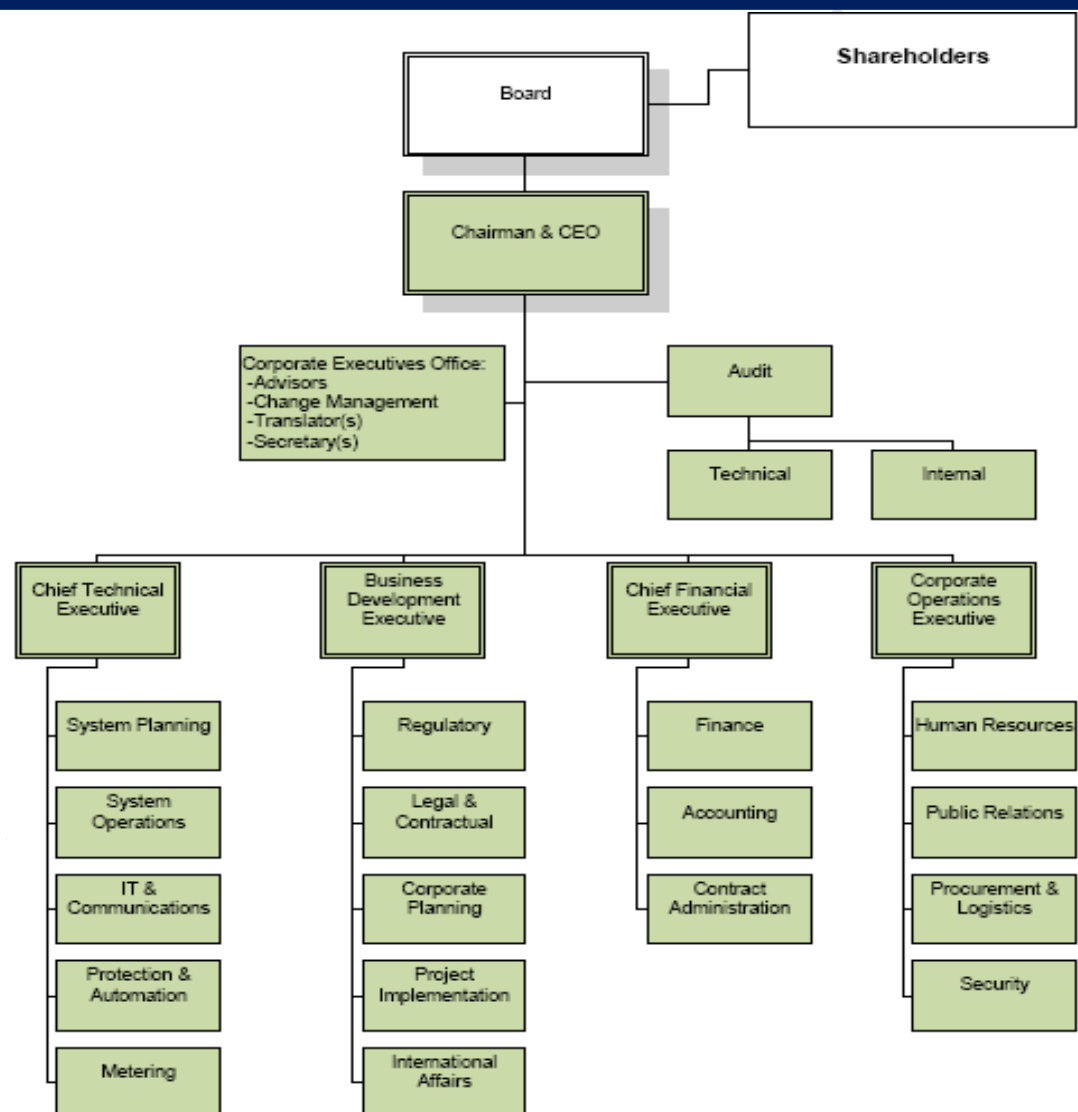 Shareholders
Board
Chairman & CEO
Corporate Executives Office:
-Advisors
-Change Management
-Translator(s)
-Secretary(s)
Audit
Technical
Internal
Chief Technical
Executive
Business
Development
Executive
Chief Financial
Executive
Corporate
Operations
Executive
System Planning
System
Operations
IT &
Communications
Protection &
Automation
Metering
Regulatory
Legal &
Contractual
Corporate
Planning
Project
Implementation
International
Affairs
Finance
Accounting
Contract
Administration
Human Resources
Public Relations
Procurement &
Logistics
Security